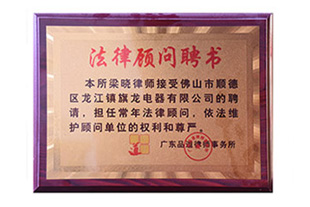 法律顾问聘书
本所梁晓律师接受佛山市顺德
区龙江镇旗龙电器有限公司的聘
请，担任常年法律顾问，依法维
护顾问单位的权利和尊严。
广东品道律师事务所